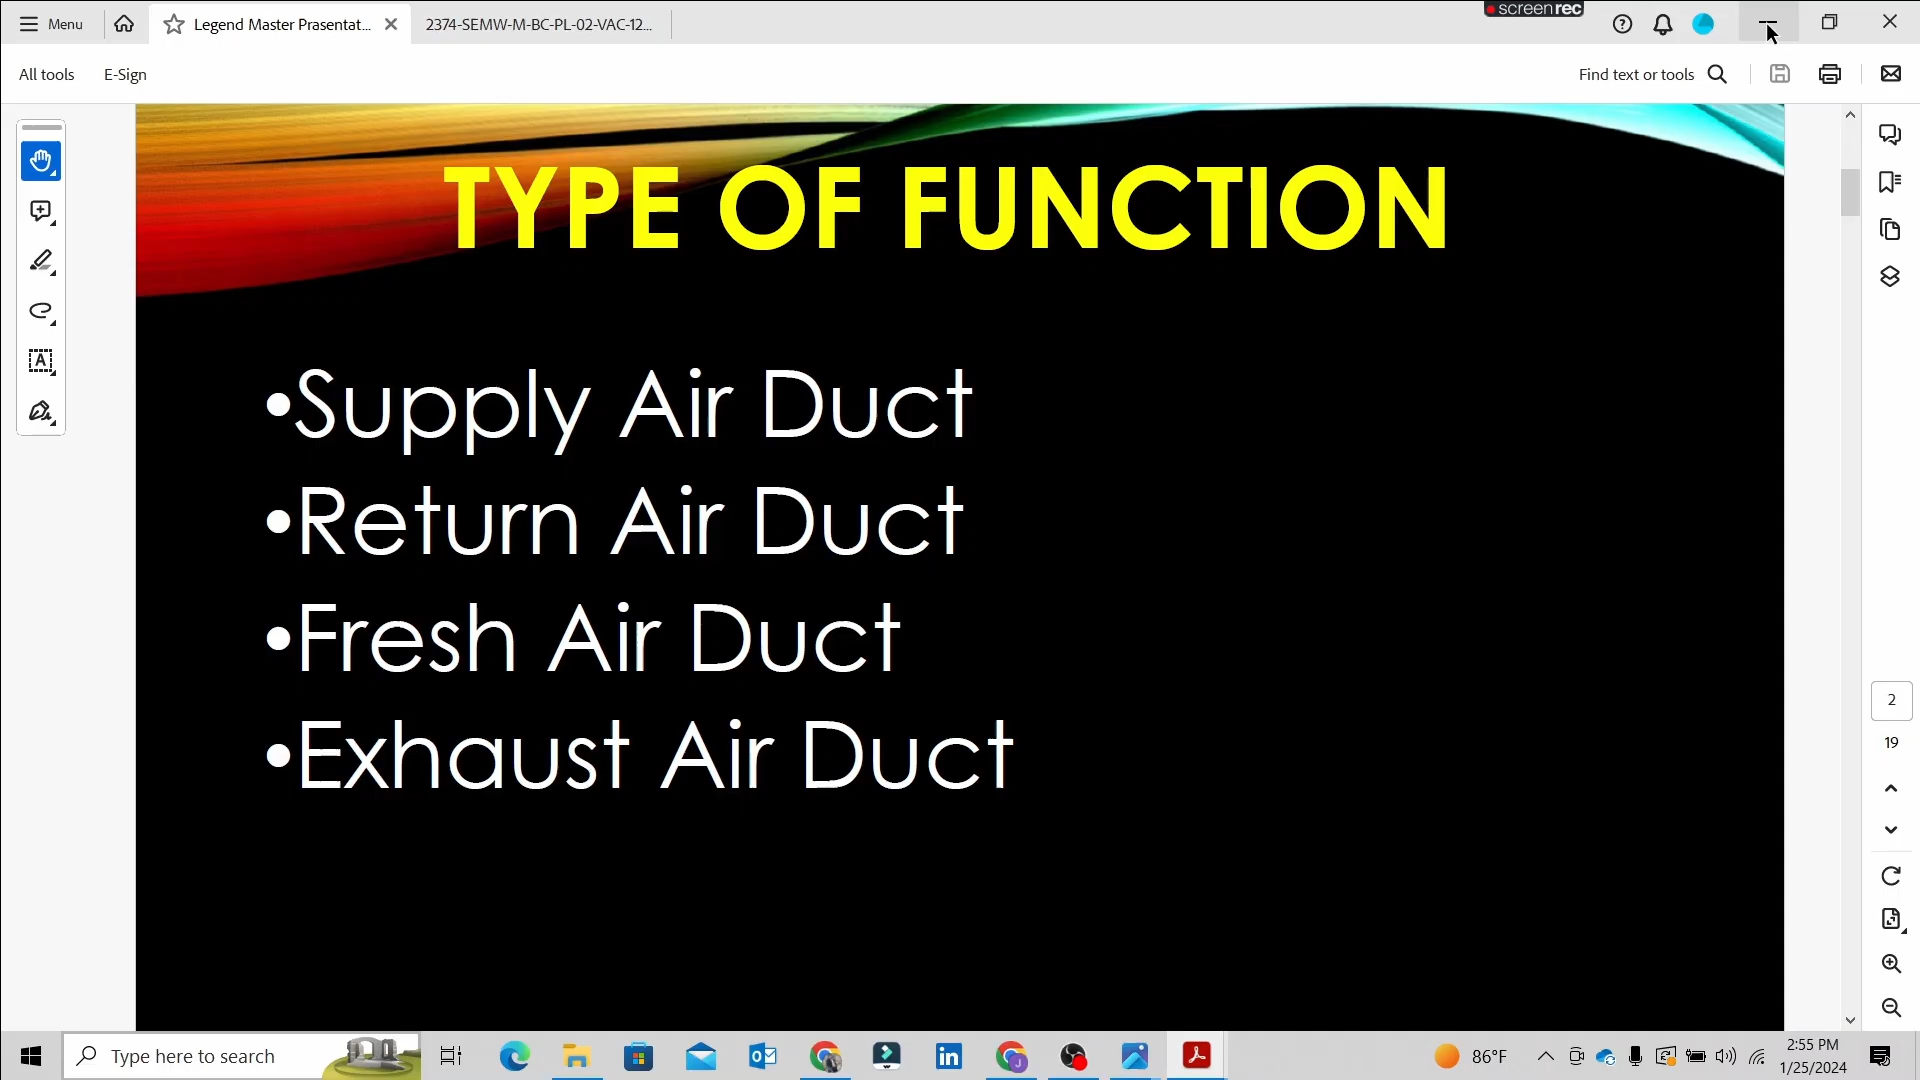 screenrec
Menu
Legend Master Prasentat...
2374-SEMW-M-BC-PL-02-VAC-12...
All tools
E-Sign
Find text or tools
TYPE OF FUNCTION
•Supply Air Duct
•Return Air Duct
•Fresh Air Duct
•Exhaust Air Duct
2
19
Type here to search
86°F
2:55 PM
1/25/2024